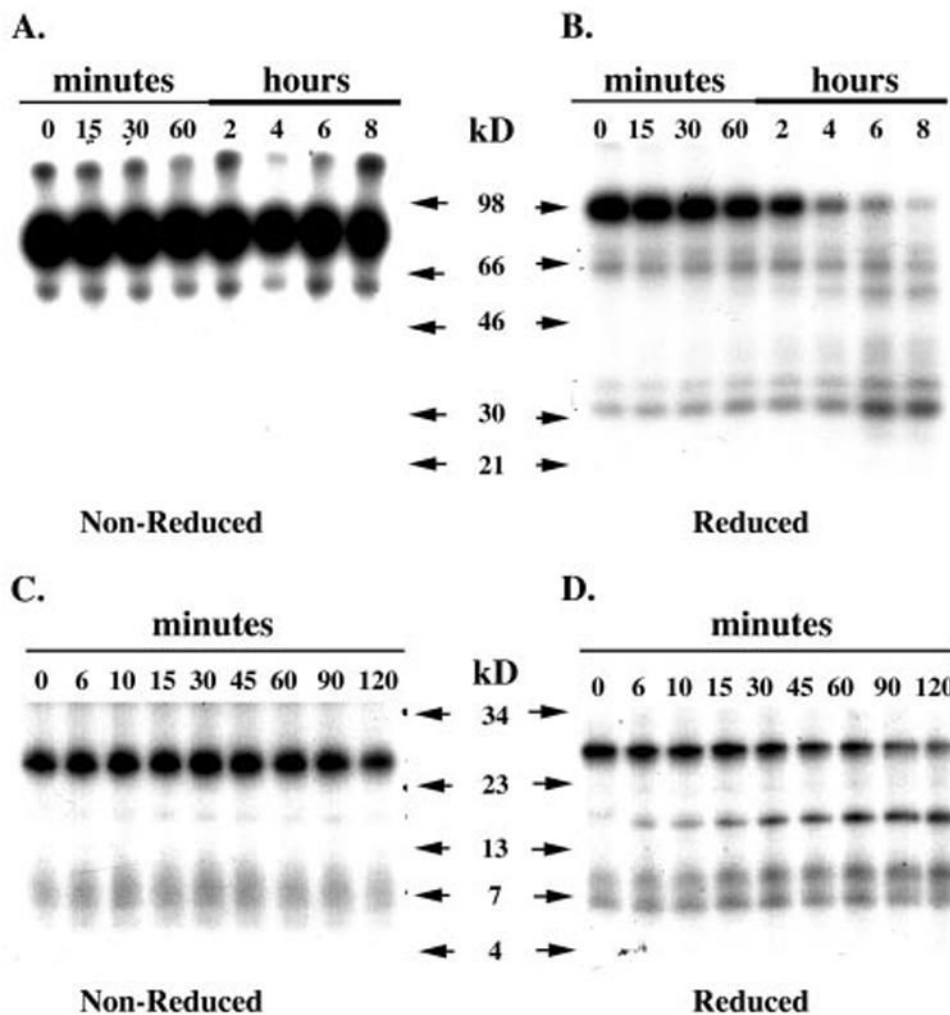 A. B.
minutes hours minutes hours
0 15 30 60 2 4 6 8 kD 0 15 30 60 2 4 6 8
98
66
46
30
21
Non-Reduced Reduced
C. D.
minutes minutes
0 6 10 15 30 45 60 90 120 kD 0 6 10 15 30 45 60 90 120
34
23
13
7
4
Non-Reduced Reduced